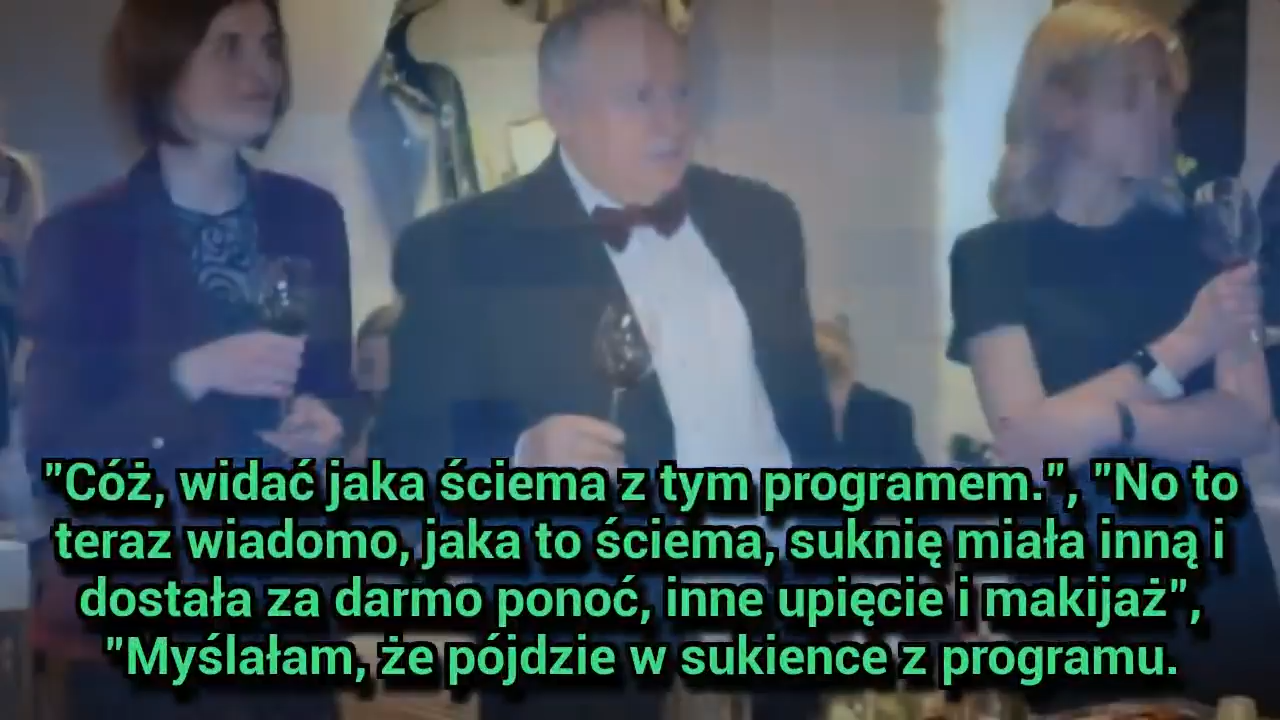 "Cóż, widać jaka ściema z tym programem.", "No to
teraz wiadomo, jaka to ściema, suknię miała inną i
dostała za darmo ponoć, inne upięcie i makijaż",
"Myślałam, że pójdzie w sukience z programu.